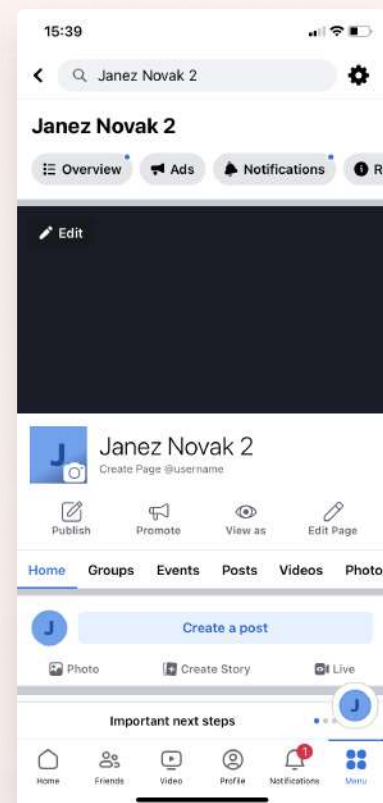 15:39
Janez Novak 2
Janez Novak 2
Overview Ads Notifications R
Edit
J
Janez Novak 2
Create Page @username
Publish Promote View as Edit Page
Home Groups Events Posts Videos Photo
J Create a post
Photo Create Story Live
Important next steps J
1
Home Friends Video Profile Notifications Menu